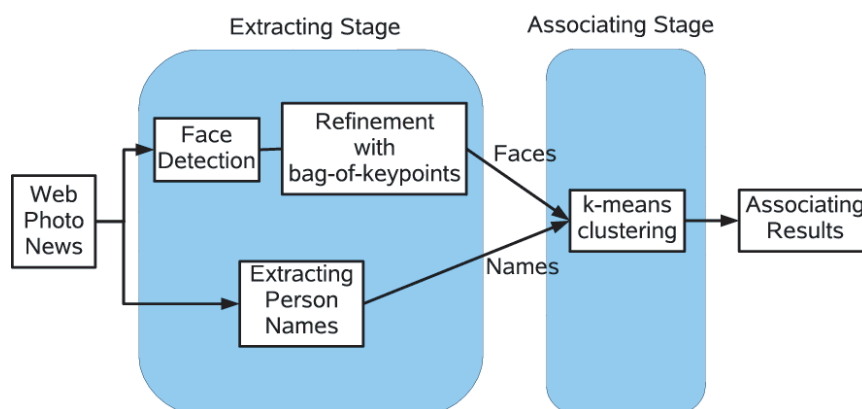 Extracting Stage
Associating Stage
Face
Detection
Refinement
with
bag-of-keypoints
Faces
Web
Photo
News
k-means
clustering
Associating
Results
Names
Extracting
Person
Names